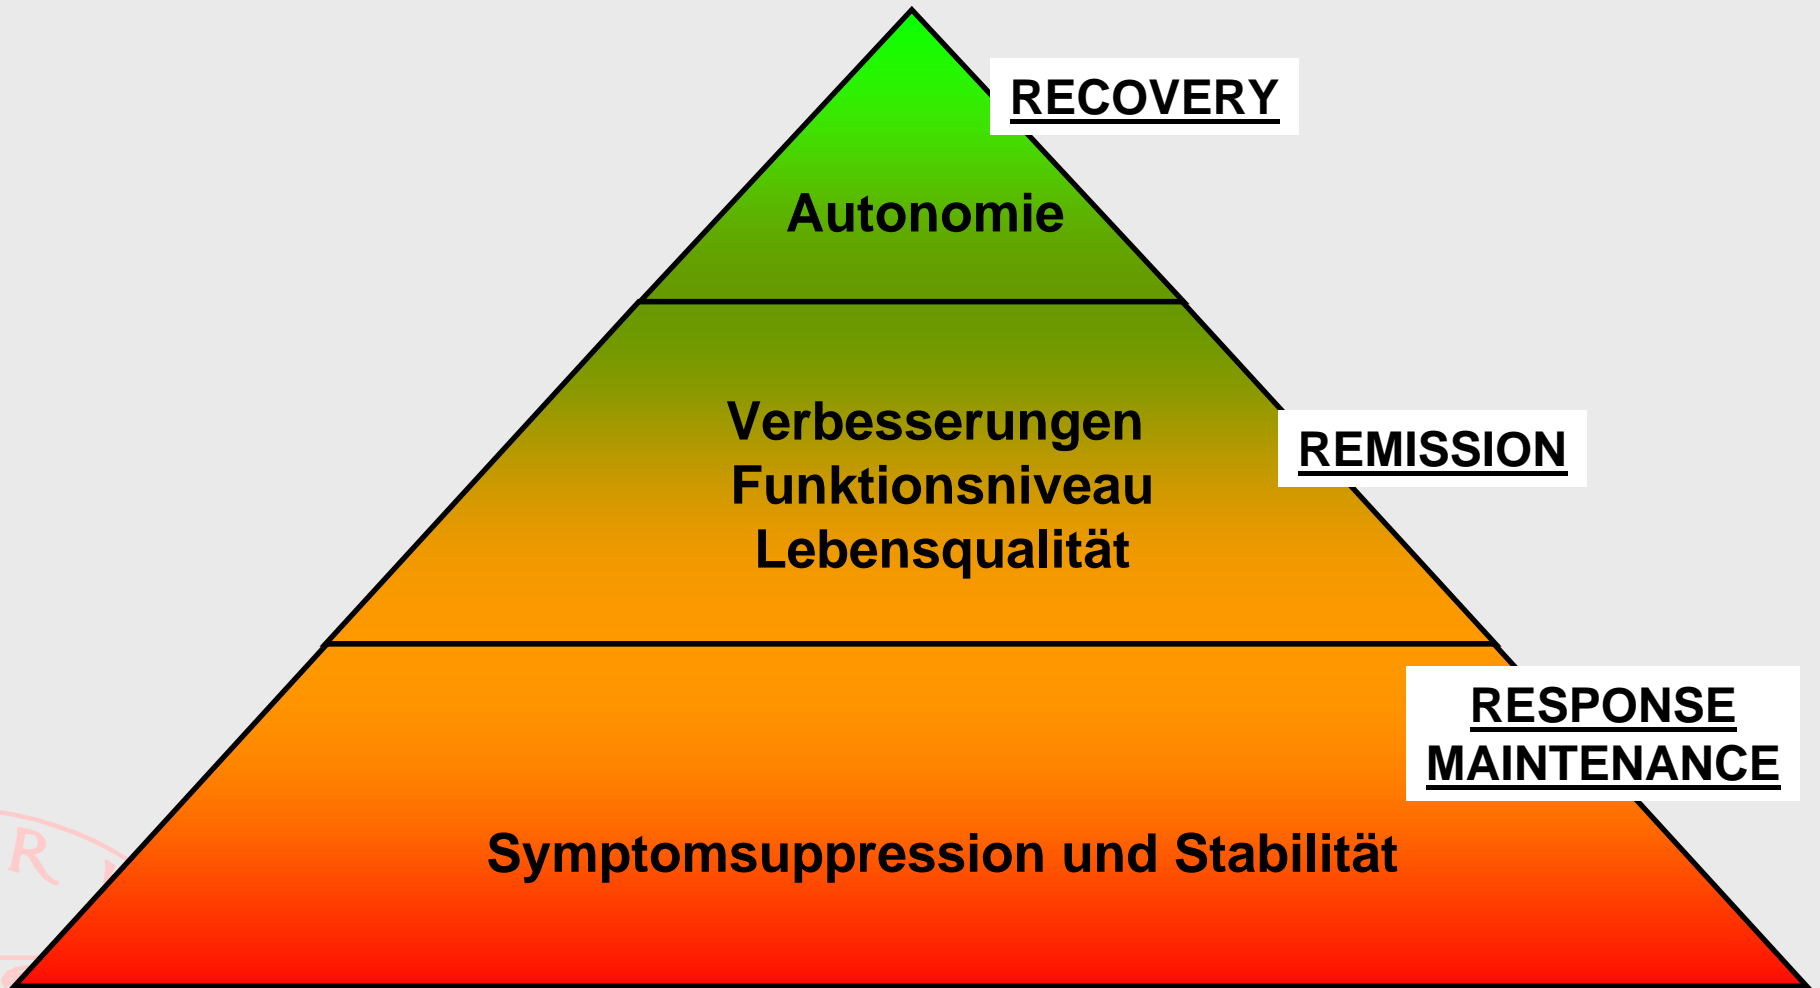 RECOVERY
Autonomie
Verbesserungen
Funktionsniveau
Lebensqualität
REMISSION
RESPONSE
MAINTENANCE
Symptomsuppression und Stabilität
R